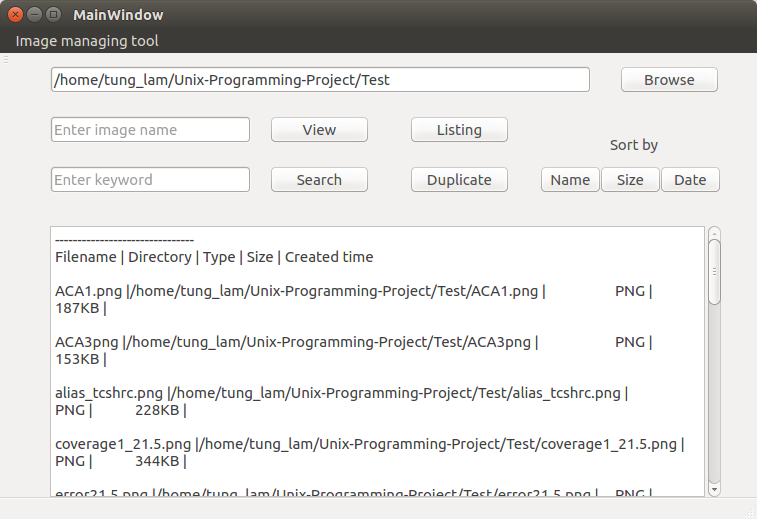 MainWindow
Image managing tool
/home/tung_lam/Unix-Programming-Project/Test Browse
Enter image name View Listing
Sort by
Enter keyword Search Duplicate Name Size Date
-------------------------------
Filename | Directory | Type | Size | Created time
ACA1.png |/home/tung_lam/Unix-Programming-Project/Test/ACA1.png | PNG |
187KB |
ACA3png |/home/tung_lam/Unix-Programming-Project/Test/ACA3png | PNG |
153KB |
alias_tcshrc.png |/home/tung_lam/Unix-Programming-Project/Test/alias_tcshrc.png |
PNG | 228KB |
coverage1_21.5.png |/home/tung_lam/Unix-Programming-Project/Test/coverage1_21.5.png |
PNG | 344KB |
error21.5.png |/home/tung_lam/Unix-Programming-Project/Test/error21.5.png | PNG |